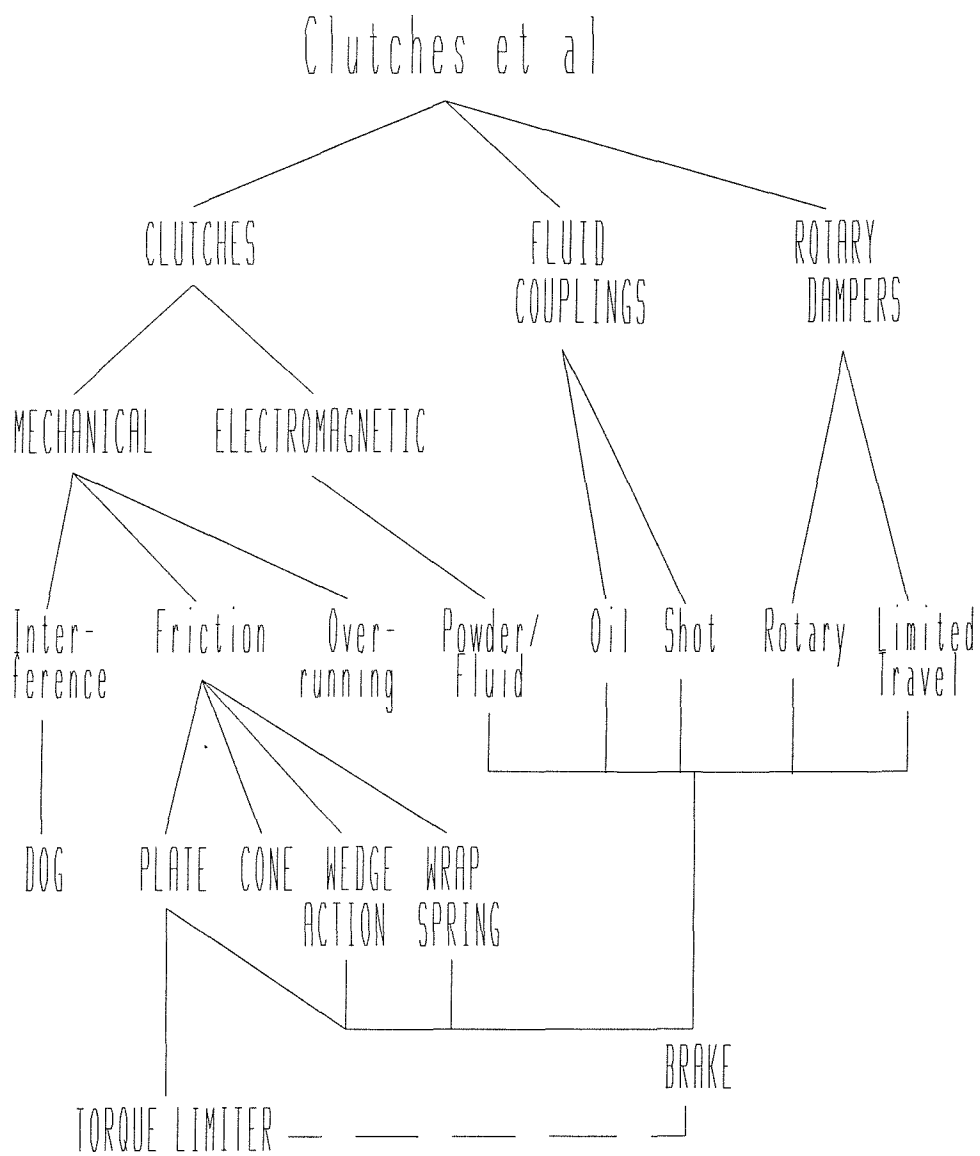 Clutches et al
CLUTCHES
FLUID
COUPLINGS
ROTARY
DAMPERS
MECHANICAL
ELECTROMAGNETIC
Inter-
ference
Friction
Over-
running
Powder/
Fluid
Oil
Shot
Rotary
Limited
Travel
DOG
PLATE
CONE
WEDGE
ACTION
WRAP
SPRING
BRAKE
TORQUE LIMITER